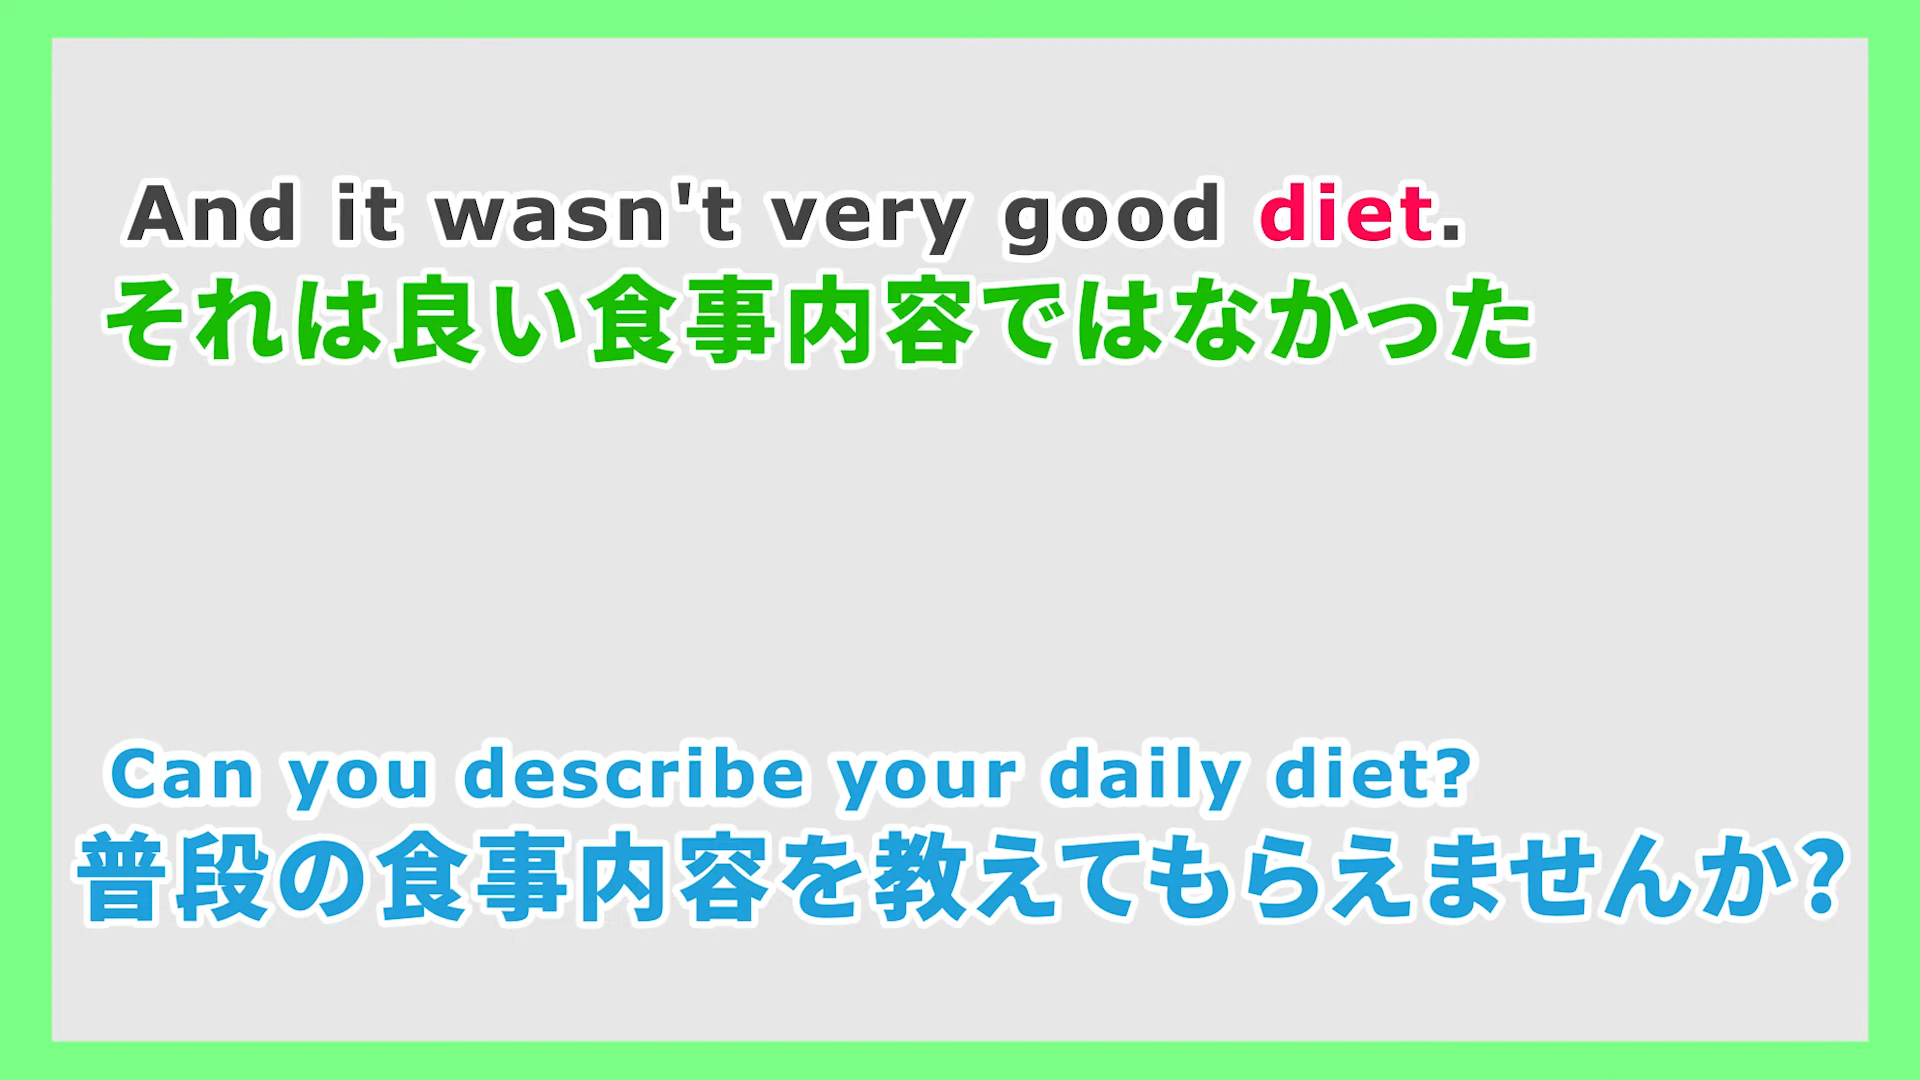 And it wasn't very good diet.
それは良い食事内容ではなかった
Can you describe your daily diet?
普段の食事内容を教えてもらえませんか?